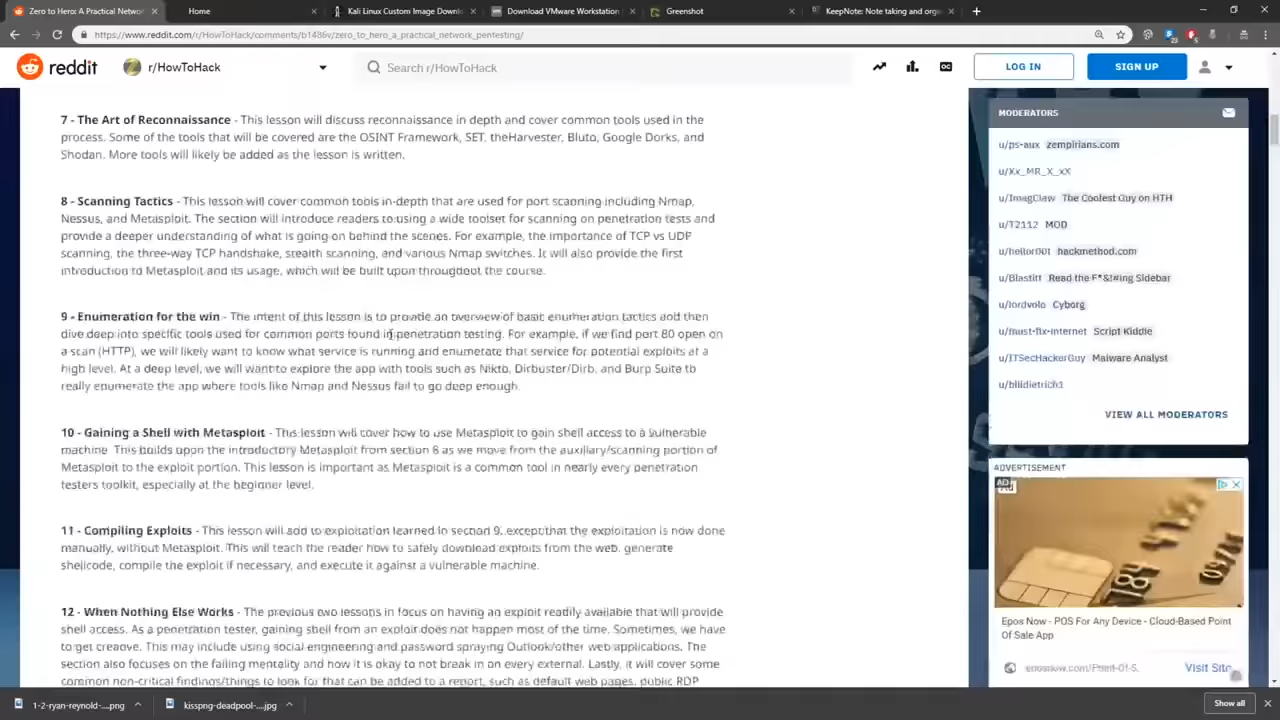 Zero to Hero: A Practical Networ
Home
Kali Linux Custom Image Downl
Download VMware Workstation
Greenshot
KeepNote: Note taking and org
https://www.reddit.com/r/HowToHack/comments/b1486v/zero_to_hero_a_practical_network_pentesting/
reddit
r/HowToHack
Search r/HowToHack
LOG IN
SIGN UP
7 - The Art of Reconnaissance - This lesson will discuss reconnaissance in depth and cover common tools used in the
process. Some of the tools that will be covered are the OSINT Framework, SET, theHarvester, Bluto, Google Dorks, and
Shodan. More tools will likely be added as the lesson is written.
8 - Scanning Tactics - This lesson will cover common tools in-depth that are used for port scanning including Nmap,
Nessus, and Metasploit. The section will introduce readers to using a wide toolset for scanning on penetration tests and
provide a deeper understanding of what is going on behind the scenes. For example, the importance of TCP vs UDP
scanning, the three-way TCP handshake, stealth scanning, and various Nmap switches. It will also provide the first
introduction to Metasploit and its usage, which will be built upon throughout the course.
9 - Enumeration for the win - The intent of this lesson is to provide an overview of basic enumeration tactics and then
dive deep into specific tools used for common ports found in penetration testing. For example, if we find port 80 open on
a scan (HTTP), we will likely want to know what service is running and enumerate that service for potential exploits at a
high level. At a deep level, we will want to explore the app with tools such as Nikto, Dirbuster/Dirb, and Burp Suite to
really enumerate the app where tools like Nmap and Nessus fail to go deep enough.
10 - Gaining a Shell with Metasploit - This lesson will cover how to use Metasploit to gain shell access to a vulnerable
machine. This builds upon the introductory Metasploit from section 8 as we move from the auxiliary/scanning portion of
Metasploit to the exploit portion. This lesson is important as Metasploit is a common tool in nearly every penetration
testers toolkit, especially at the beginner level.
11 - Compiling Exploits - This lesson will add to exploitation learned in section 9, except that the exploitation is now done
manually, without Metasploit. This will teach the reader how to safely download exploits from the web, generate
shellcode, compile the exploit if necessary, and execute it against a vulnerable machine.
12 - When Nothing Else Works - The previous two lessons in focus on having an exploit readily available that will provide
shell access. As a penetration tester, gaining shell from an exploit does not happen most of the time. Sometimes, we have
to get creative. This may include using social engineering and password spraying Outlook/other web applications. The
section also focuses on the failing mentality and how it is okay to not break in on every external. Lastly, it will cover some
common non-critical findings/things to look for that can be added to a report, such as default web pages, public RDP
MODERATORS
u/ps-aux zempirians.com
u/Xx_MR_X_xX
u/ImagClaw The Coolest Guy on HTH
u/T2112 MOD
hackmethod.com
u/Blastitt Read the F*&!#ing Sidebar
u/lordvolo Cyborg
u/must-fix-internet Script Kiddie
u/ITSecHackerGuy Malware Analyst
VIEW ALL MODERATORS
ADVERTISEMENT
AD
Epos Now - POS For Any Device - Cloud-Based Point
Of Sale App
eposnow.com/Point-Of-S..
Visit Site
1-2-ryan-reynold-....png
kisspng-deadpool-....jpg
Show all